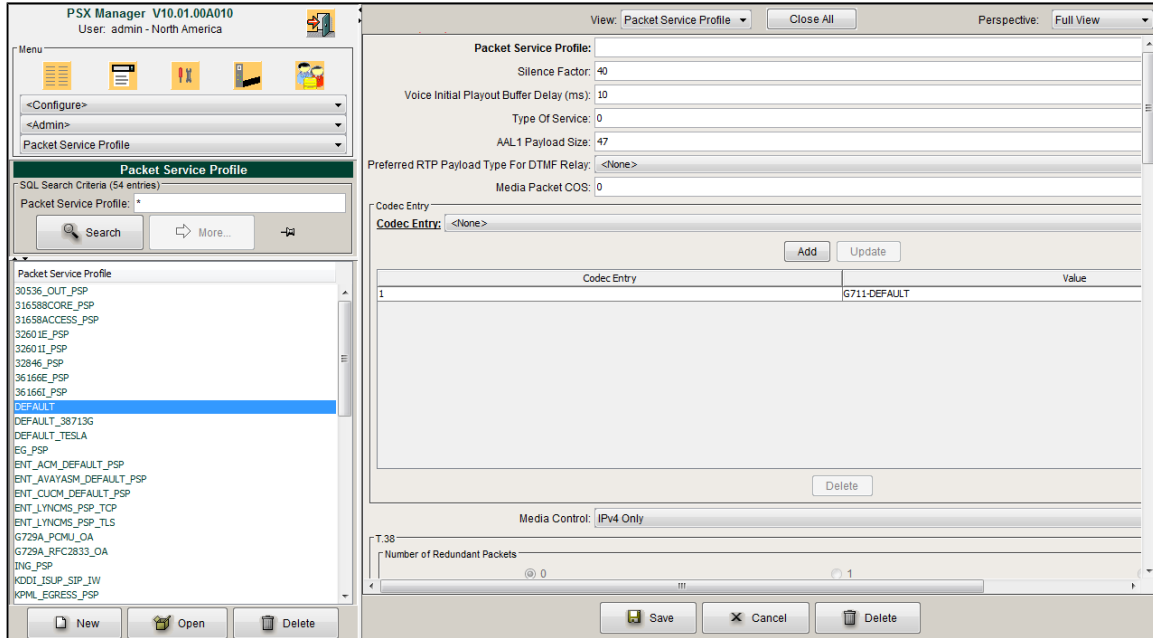 PSX Manager V10.01.00A010
User: admin - North America
Menu
<Configure>
<Admin>
Packet Service Profile
Packet Service Profile
SQL Search Criteria (54 entries)
Packet Service Profile: *
Search
More...
Packet Service Profile
30536_OUT_PSP
316588CORE_PSP
31658ACCESS_PSP
32601E_PSP
32601I_PSP
32846_PSP
36166E_PSP
36166I_PSP
DEFAULT
DEFAULT_38713G
DEFAULT_TESLA
EG_PSP
ENT_ACM_DEFAULT_PSP
ENT_AVAYASM_DEFAULT_PSP
ENT_CUCM_DEFAULT_PSP
ENT_LYNCMS_PSP_TCP
ENT_LYNCMS_PSP_TLS
G729A_PCMU_OA
G729A_RFC2833_OA
ING_PSP
KDDI_ISUP_SIP_IW
KPML_EGRESS_PSP
New Open Delete
View: Packet Service Profile Close All Perspective: Full View
Packet Service Profile:
Silence Factor: 40
Voice Initial Playout Buffer Delay (ms): 10
Type Of Service: 0
AAL1 Payload Size: 47
Preferred RTP Payload Type For DTMF Relay: <None>
Media Packet COS: 0
Codec Entry
Codec Entry: <None>
Add Update
Codec Entry Value
1 G711-DEFAULT
Delete
Media Control: IPv4 Only
T.38
Number of Redundant Packets
0 1
Save Cancel Delete